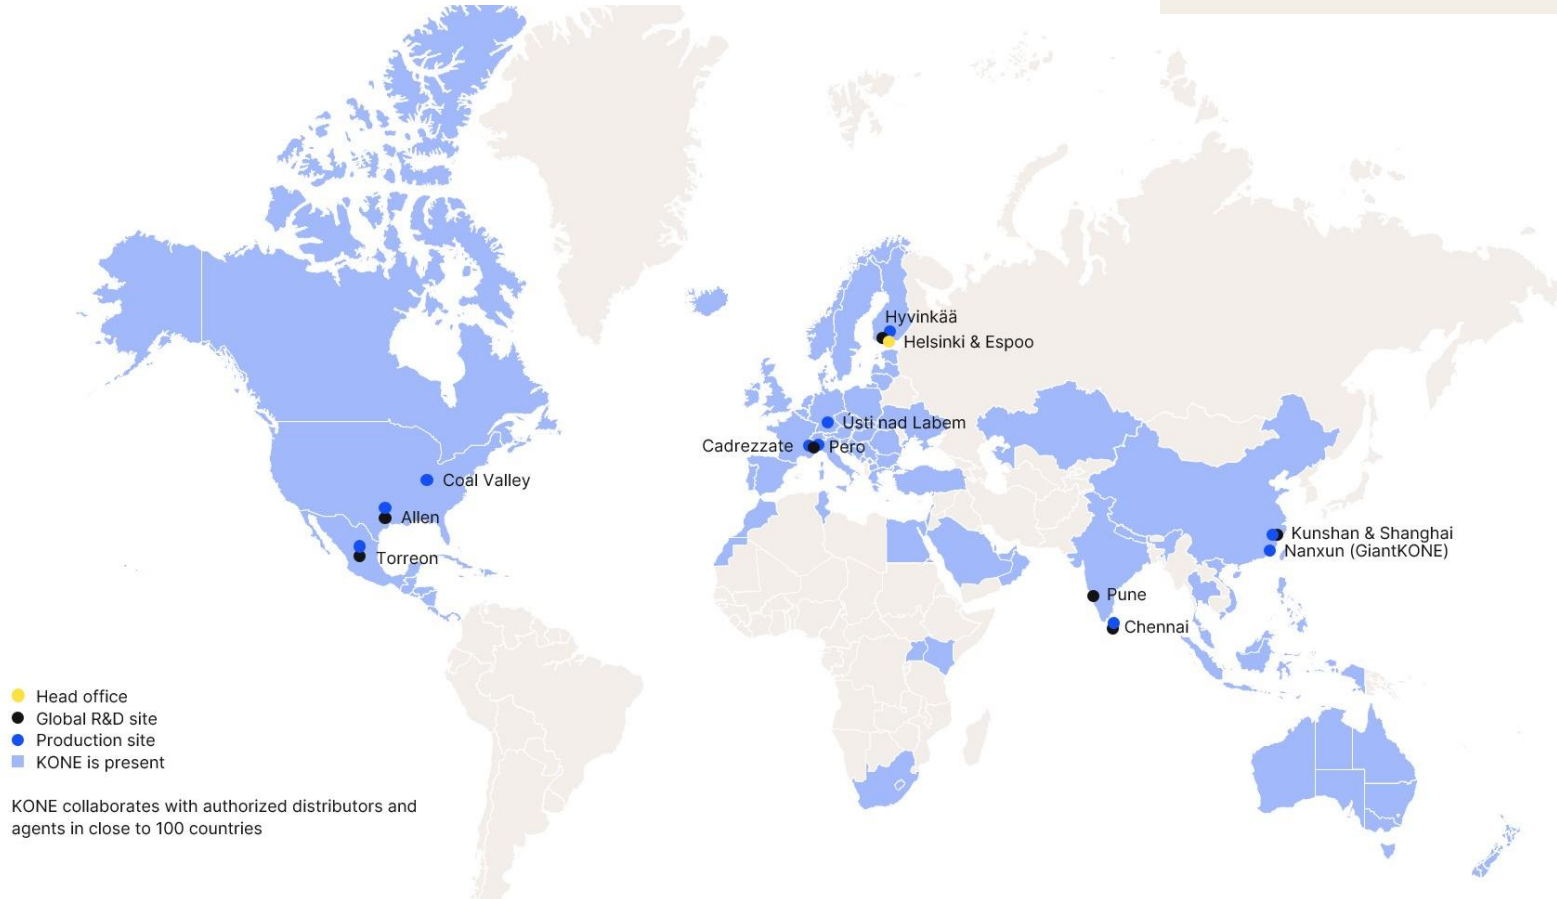 Hyvinkää
Helsinki & Espoo
Ústi nad Labem
Cadrezzate
Pero
Coal Valley
Allen
Torreon
Kunshan & Shanghai
Nanxun (GiantKONE)
Pune
Chennai
Head office
Global R&D site
Production site
KONE is present
KONE collaborates with authorized distributors and
agents in close to 100 countries